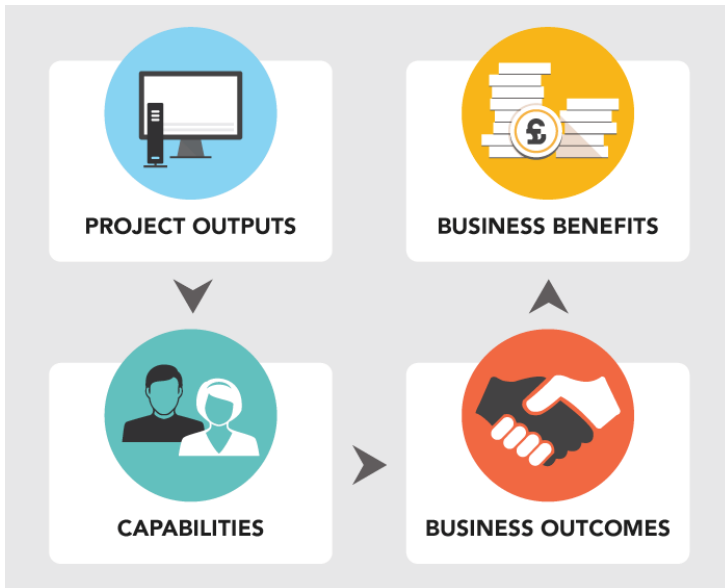 PROJECT OUTPUTS
BUSINESS BENEFITS
£
CAPABILITIES
BUSINESS OUTCOMES